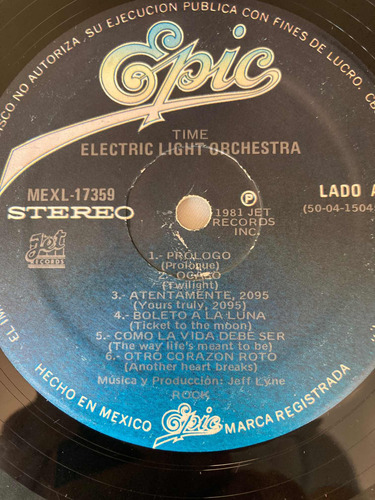 DISCO NO AUTORIZA SU EJECUCION PUBLICA CON FINES DE LUCRO.
Epic
TIME
ELECTRIC LIGHT ORCHESTRA
MEXL-17359
STEREO
Jet
RECORDS
P
1981 JET
RECORDS
INC.
LADO A
(50-04-1504
1.- PROLOGO
(Prologue)
2.- OCASO
(Twilight)
3.- ATENTAMENTE, 2095
(Yours truly, 2095)
4.- BOLETO A LA LUNA
(Ticket to the moon)
5.- COMO LA VIDA DEBE SER
(The way life's meant to be)
6.- OTRO CORAZON ROTO
(Another heart breaks)
Música y Producción: Jeff Lyne
ROCK
HECHO EN MEXICO
Epic
MARCA REGISTRADA